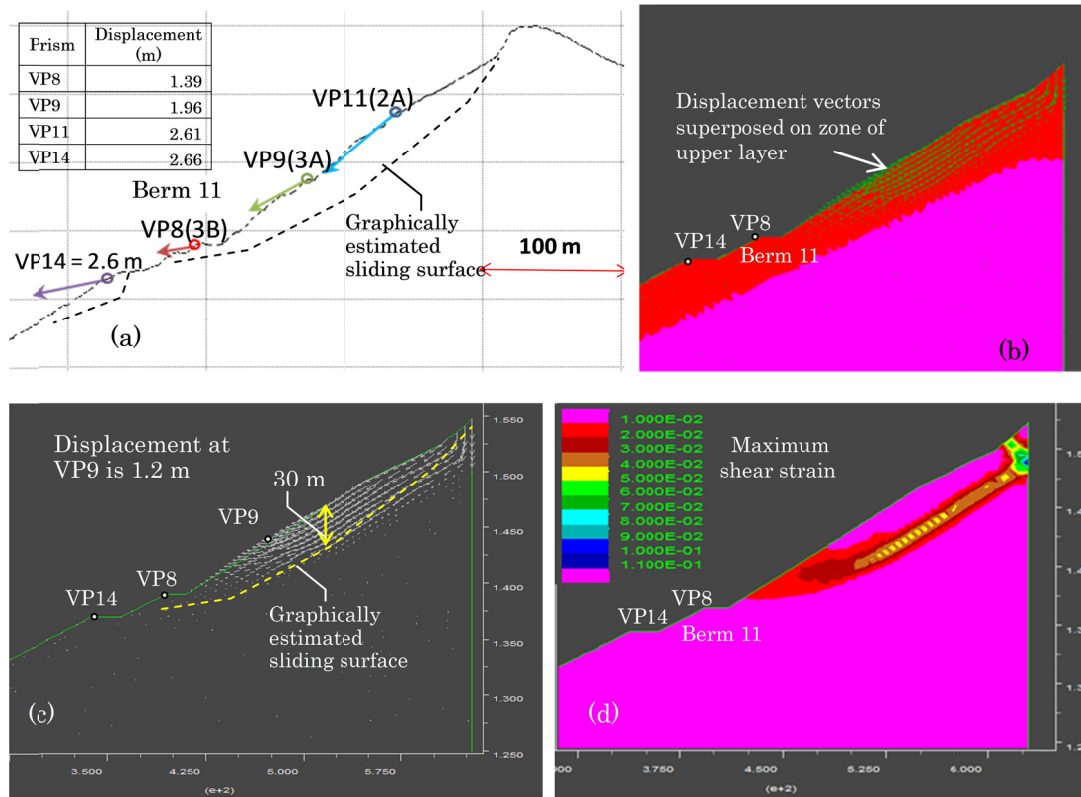 Frism Displacement (m)
VP8 1.39
VP9 1.96
VP11 2.61
VP14 2.66
VP11(2A)
VP9(3A)
Berm 11
VP8(3B)
VP14 = 2.6 m
Graphically
estimated
sliding surface
100 m
(a)
Displacement vectors
superposed on zone of
upper layer
VP8
VP14
Berm 11
(b)
Displacement at
VP9 is 1.2 m
30 m
VP9
VP8
VP14
Graphically
estimated
sliding surface
(c)
1.550
1.500
1.450
1.400
1.350
1.300
1.250
3.500 4.250 5.000 5.750
(e+2)
1.000E-02
2.000E-02
3.000E-02
4.000E-02
5.000E-02
6.000E-02
7.000E-02
8.000E-02
9.000E-02
1.000E-01
1.100E-01
Maximum
shear strain
VP8
VP14
Berm 11
(d)
3.750 4.500 5.250 6.000
(e+2)